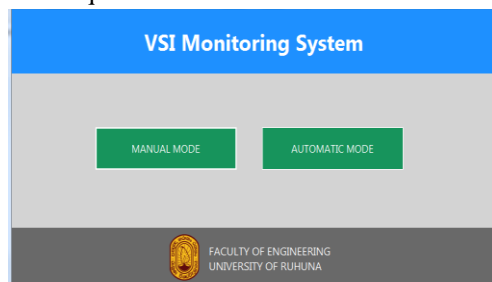 VSI Monitoring System
MANUAL MODE
AUTOMATIC MODE
FACULTY OF ENGINEERING
UNIVERSITY OF RUHUNA